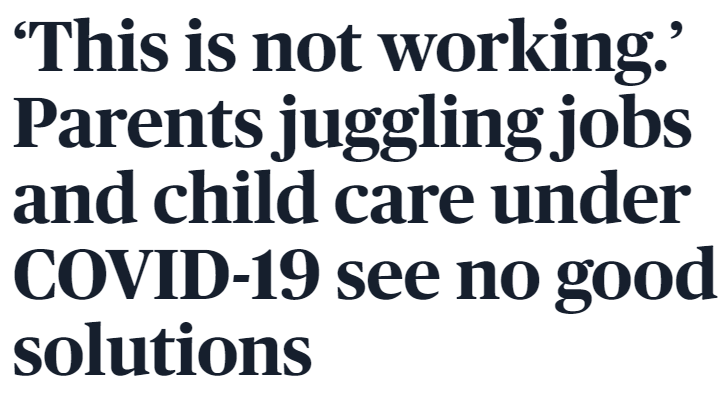 ‘This is not working.’
Parents juggling jobs
and child care under
COVID-19 see no good
solutions